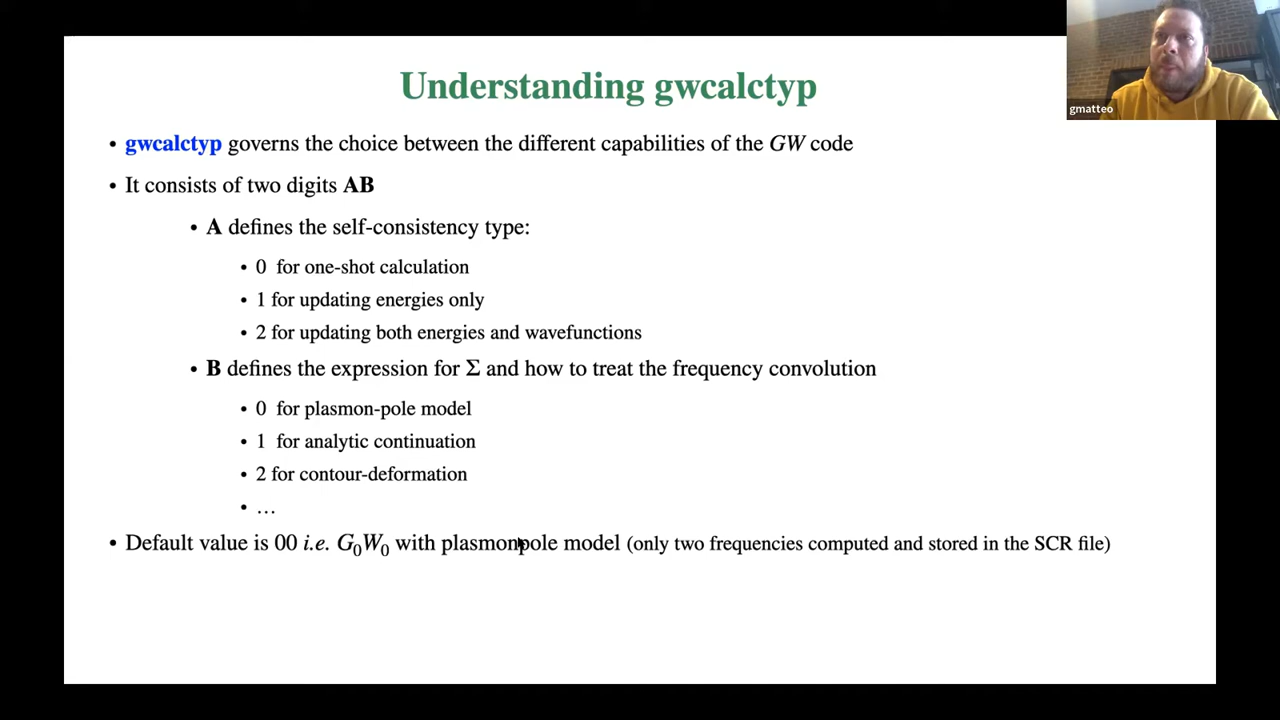 Understanding gwcalctyp
gmatteo
• gwcalctyp governs the choice between the different capabilities of the GW code
• It consists of two digits AB
• A defines the self-consistency type:
• 0 for one-shot calculation
• 1 for updating energies only
• 2 for updating both energies and wavefunctions
• B defines the expression for Σ and how to treat the frequency convolution
• 0 for plasmon-pole model
• 1 for analytic continuation
• 2 for contour-deformation
• …
• Default value is 00 i.e. G₀W₀ with plasmonpole model (only two frequencies computed and stored in the SCR file)